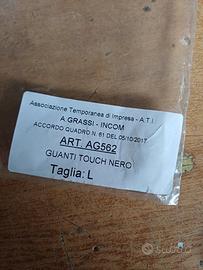 Associazione Temporanea di Impresa - A.T.I.
A.GRASSI - INCOM
ACCORDO QUADRO N. 61 DEL 05/10/2017
ART. AG562
GUANTI TOUCH NERO
Taglia: L
subito